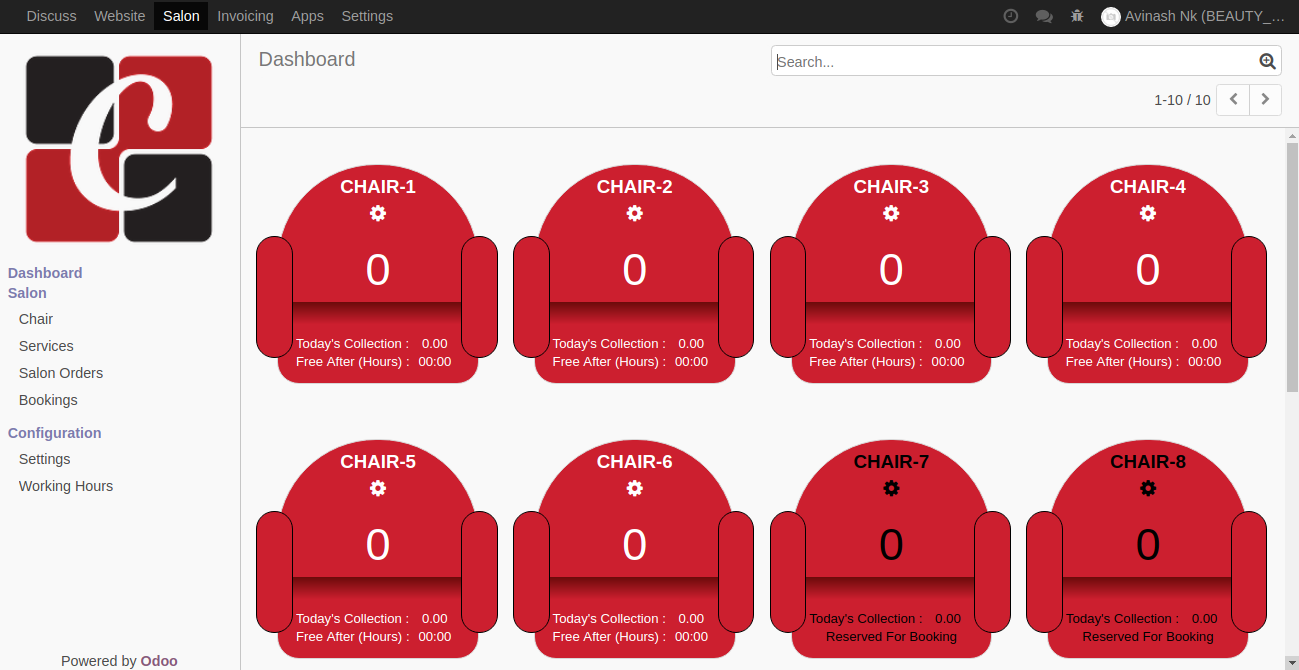 Discuss Website Salon Invoicing Apps Settings Avinash Nk (BEAUTY_...
C
Dashboard
Salon
Chair
Services
Salon Orders
Bookings
Configuration
Settings
Working Hours
Powered by Odoo
Dashboard
Search...
1-10 / 10
CHAIR-1
0
Today's Collection : 0.00
Free After (Hours) : 00:00
CHAIR-2
0
Today's Collection : 0.00
Free After (Hours) : 00:00
CHAIR-3
0
Today's Collection : 0.00
Free After (Hours) : 00:00
CHAIR-4
0
Today's Collection : 0.00
Free After (Hours) : 00:00
CHAIR-5
0
Today's Collection : 0.00
Free After (Hours) : 00:00
CHAIR-6
0
Today's Collection : 0.00
Free After (Hours) : 00:00
CHAIR-7
0
Today's Collection : 0.00
Reserved For Booking
CHAIR-8
0
Today's Collection : 0.00
Reserved For Booking